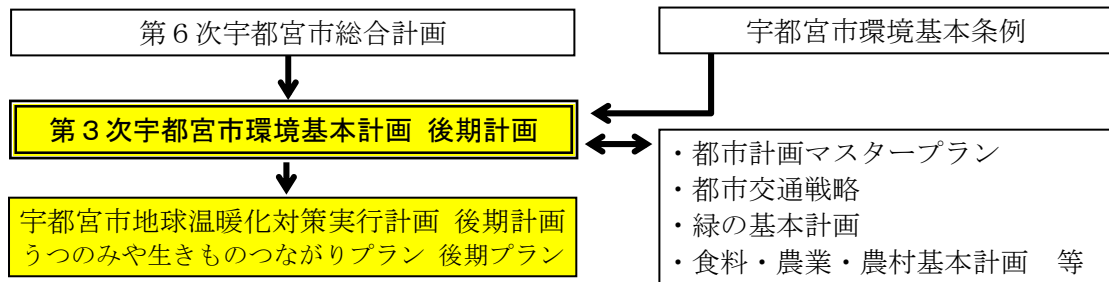 第６次宇都宮市総合計画
宇都宮市環境基本条例
第３次宇都宮市環境基本計画 後期計画
・都市計画マスタープラン
・都市交通戦略
・緑の基本計画
・食料・農業・農村基本計画　等
宇都宮市地球温暖化対策実行計画 後期計画
うつのみや生きものつながりプラン 後期プラン